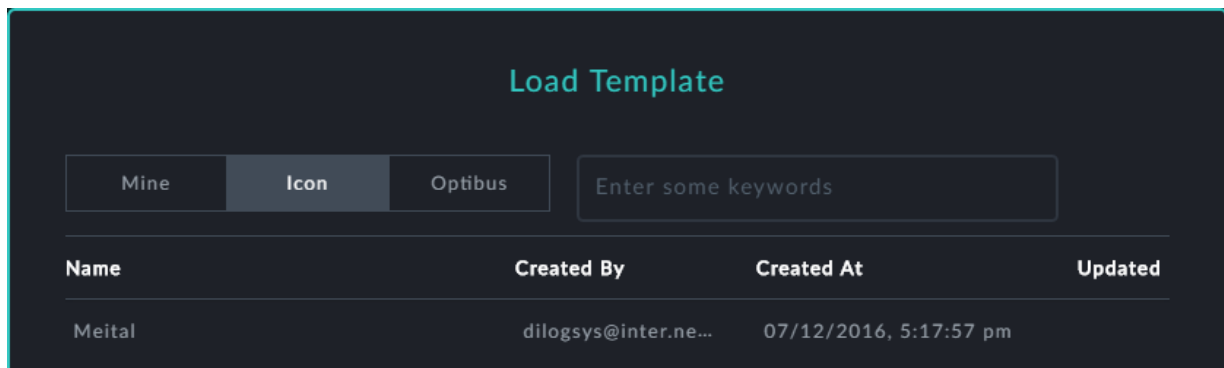 Load Template
Mine Icon Optibus Enter some keywords
Name Created By Created At Updated
Meital dilogsys@inter.ne... 07/12/2016, 5:17:57 pm